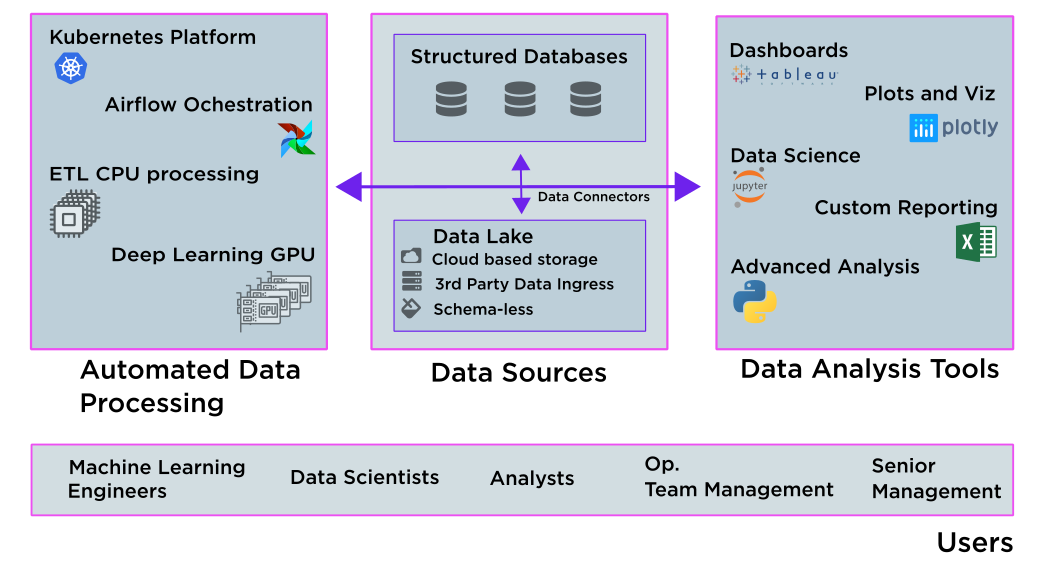 Kubernetes Platform
Airflow Ochestration
ETL CPU processing
Deep Learning GPU
GPU
Automated Data
Processing
Structured Databases
Data Connectors
Data Lake
Cloud based storage
3rd Party Data Ingress
Schema-less
Data Sources
Dashboards
+ a b l e a u
Plots and Viz
plotly
Data Science
jupyter
Custom Reporting
X
Advanced Analysis
Data Analysis Tools
Machine Learning
Engineers
Data Scientists
Analysts
Op.
Team Management
Senior
Management
Users